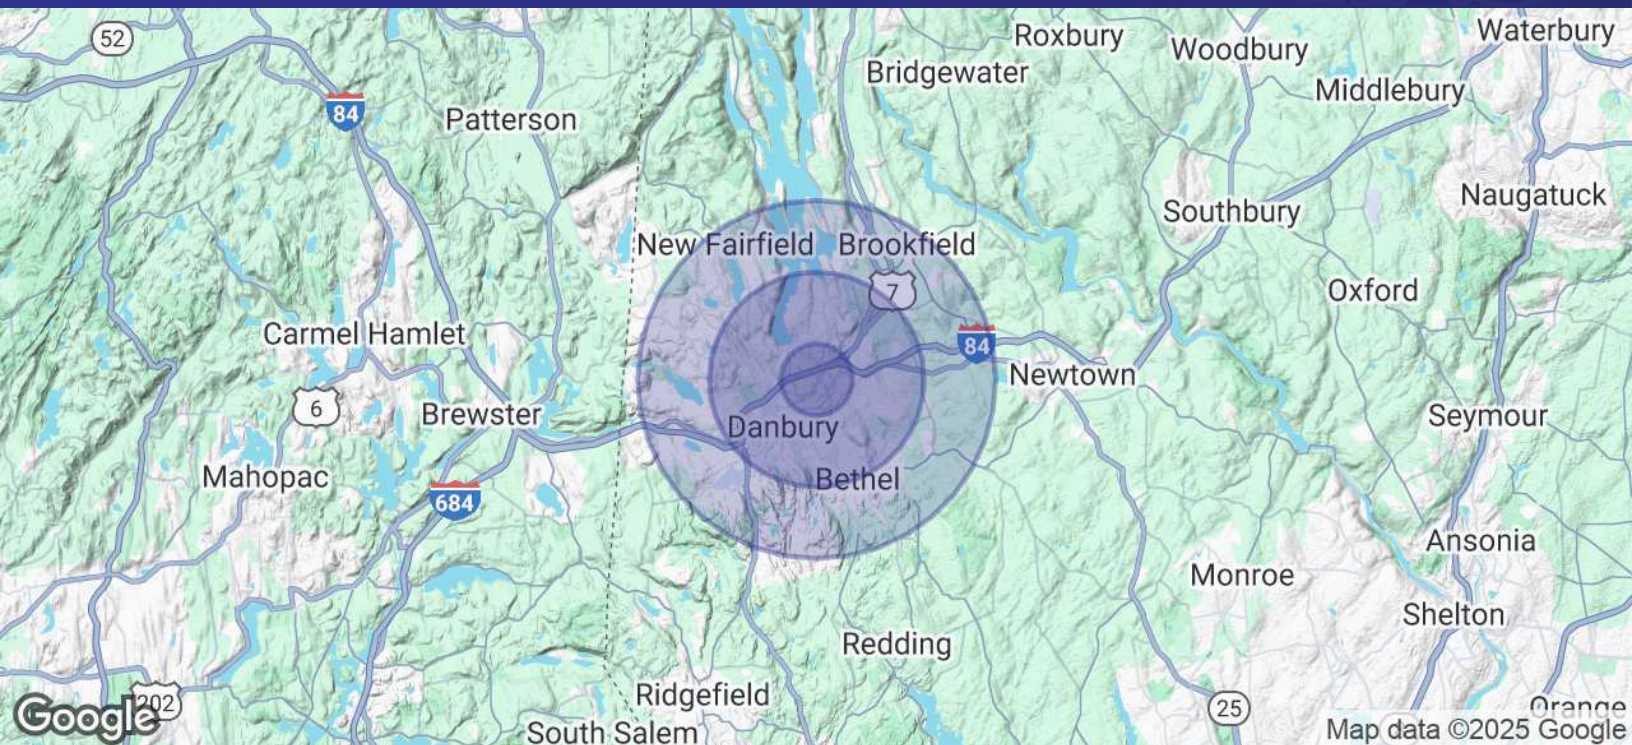 52
Roxbury
Woodbury
Waterbury
Bridgewater
Middlebury
84
Patterson
Naugatuck
Southbury
New Fairfield
Brookfield
7
Oxford
Carmel Hamlet
84
Newtown
6
Brewster
Danbury
Seymour
Mahopac
Bethel
684
Ansonia
Monroe
Shelton
Redding
Ridgefield
202
25
Orange
Google
South Salem
Map data ©2025 Google